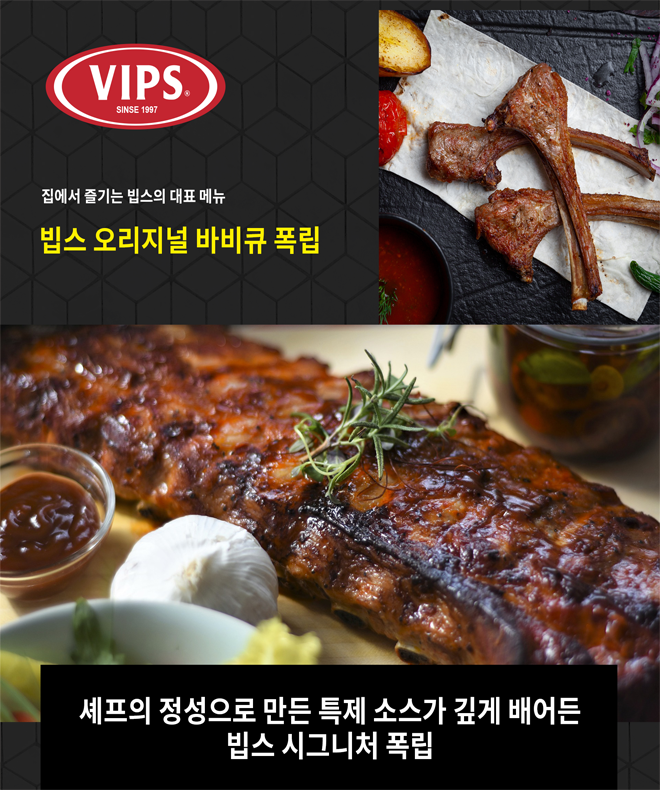 VIPS®
SINSE 1997
집에서 즐기는 빕스의 대표 메뉴
빕스 오리지널 바비큐 폭립
셰프의 정성으로 만든 특제 소스가 깊게 배어든
빕스 시그니처 폭립